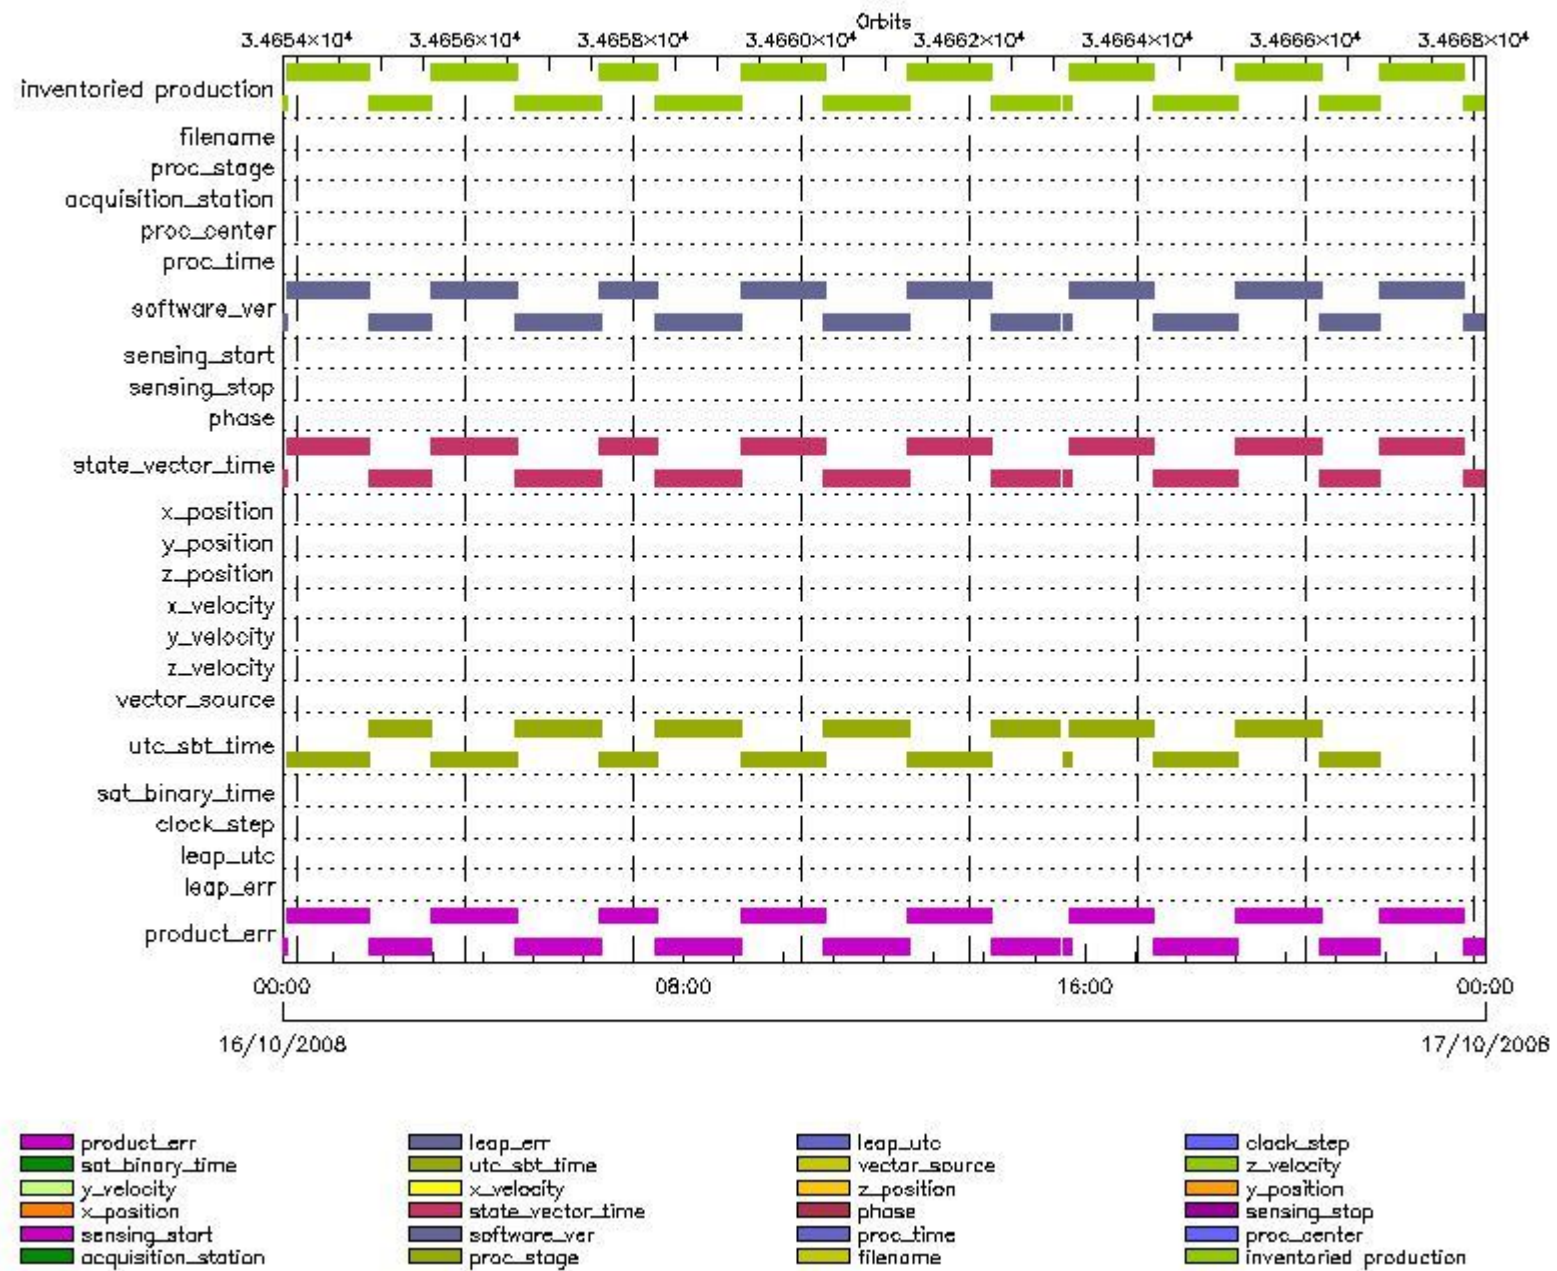 Orbits
3.4654×10⁴ 3.4656×10⁴ 3.4658×10⁴ 3.4660×10⁴ 3.4662×10⁴ 3.4664×10⁴ 3.4666×10⁴ 3.4668×10⁴
inventoried production
filename
proc_stage
acquisition_station
proc_center
proc_time
software_ver
sensing_start
sensing_stop
phase
state_vector_time
x_position
y_position
z_position
x_velocity
y_velocity
z_velocity
vector_source
utc_sbt_time
sat_binary_time
clock_step
leap_utc
leap_err
product_err
00:00 08:00 16:00 00:00
16/10/2008 17/10/2008
product_err leap_err leap_utc clock_step
sat_binary_time utc_sbt_time vector_source z_velocity
y_velocity x_velocity z_position y_position
x_position state_vector_time phase sensing_stop
sensing_start software_ver proc_time proc_center
acquisition_station proc_stage filename inventoried production